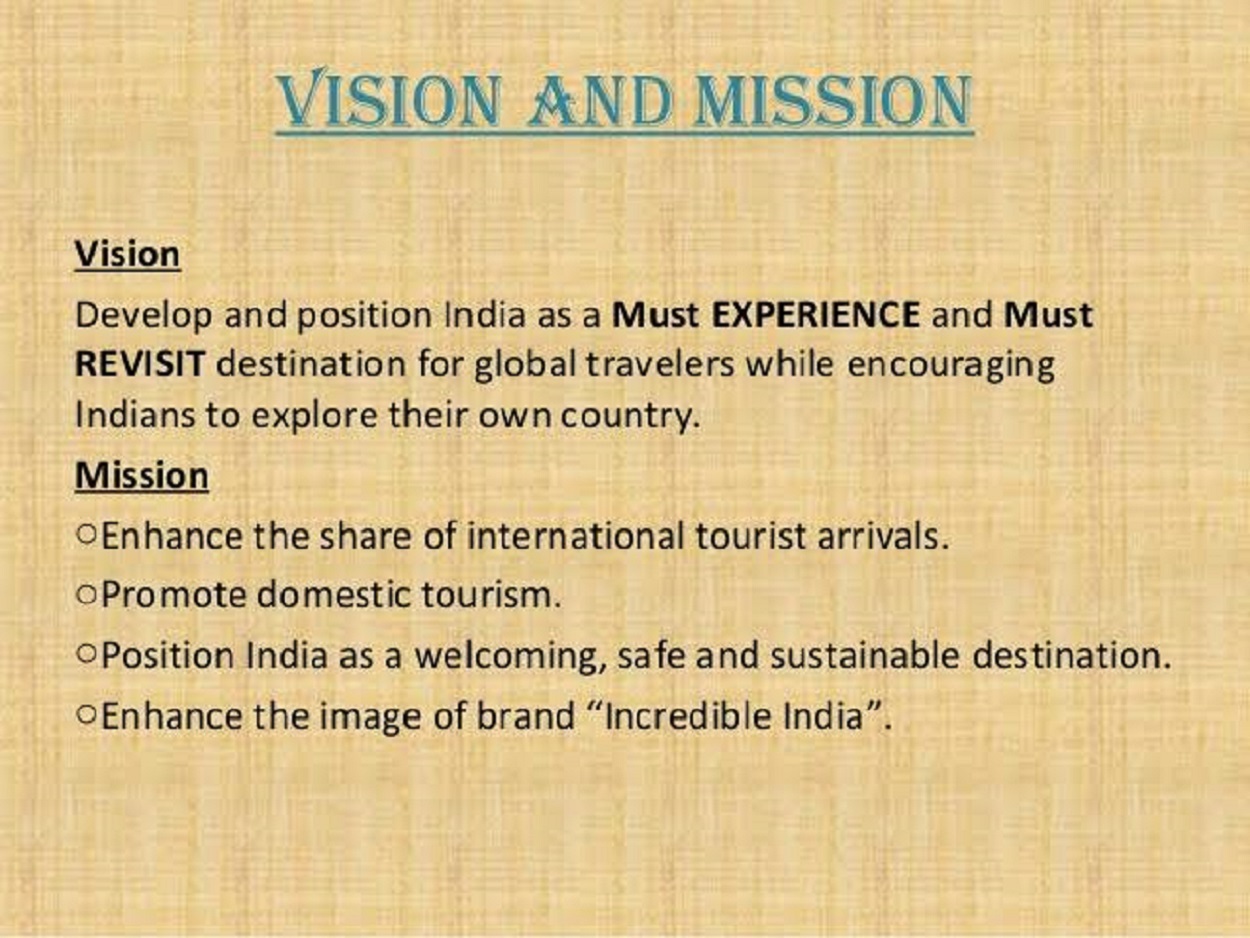 VISION AND MISSION
Vision
Develop and position India as a Must EXPERIENCE and Must
REVISIT destination for global travelers while encouraging
Indians to explore their own country.
Mission
○Enhance the share of international tourist arrivals.
○Promote domestic tourism.
○Position India as a welcoming, safe and sustainable destination.
○Enhance the image of brand “Incredible India”.